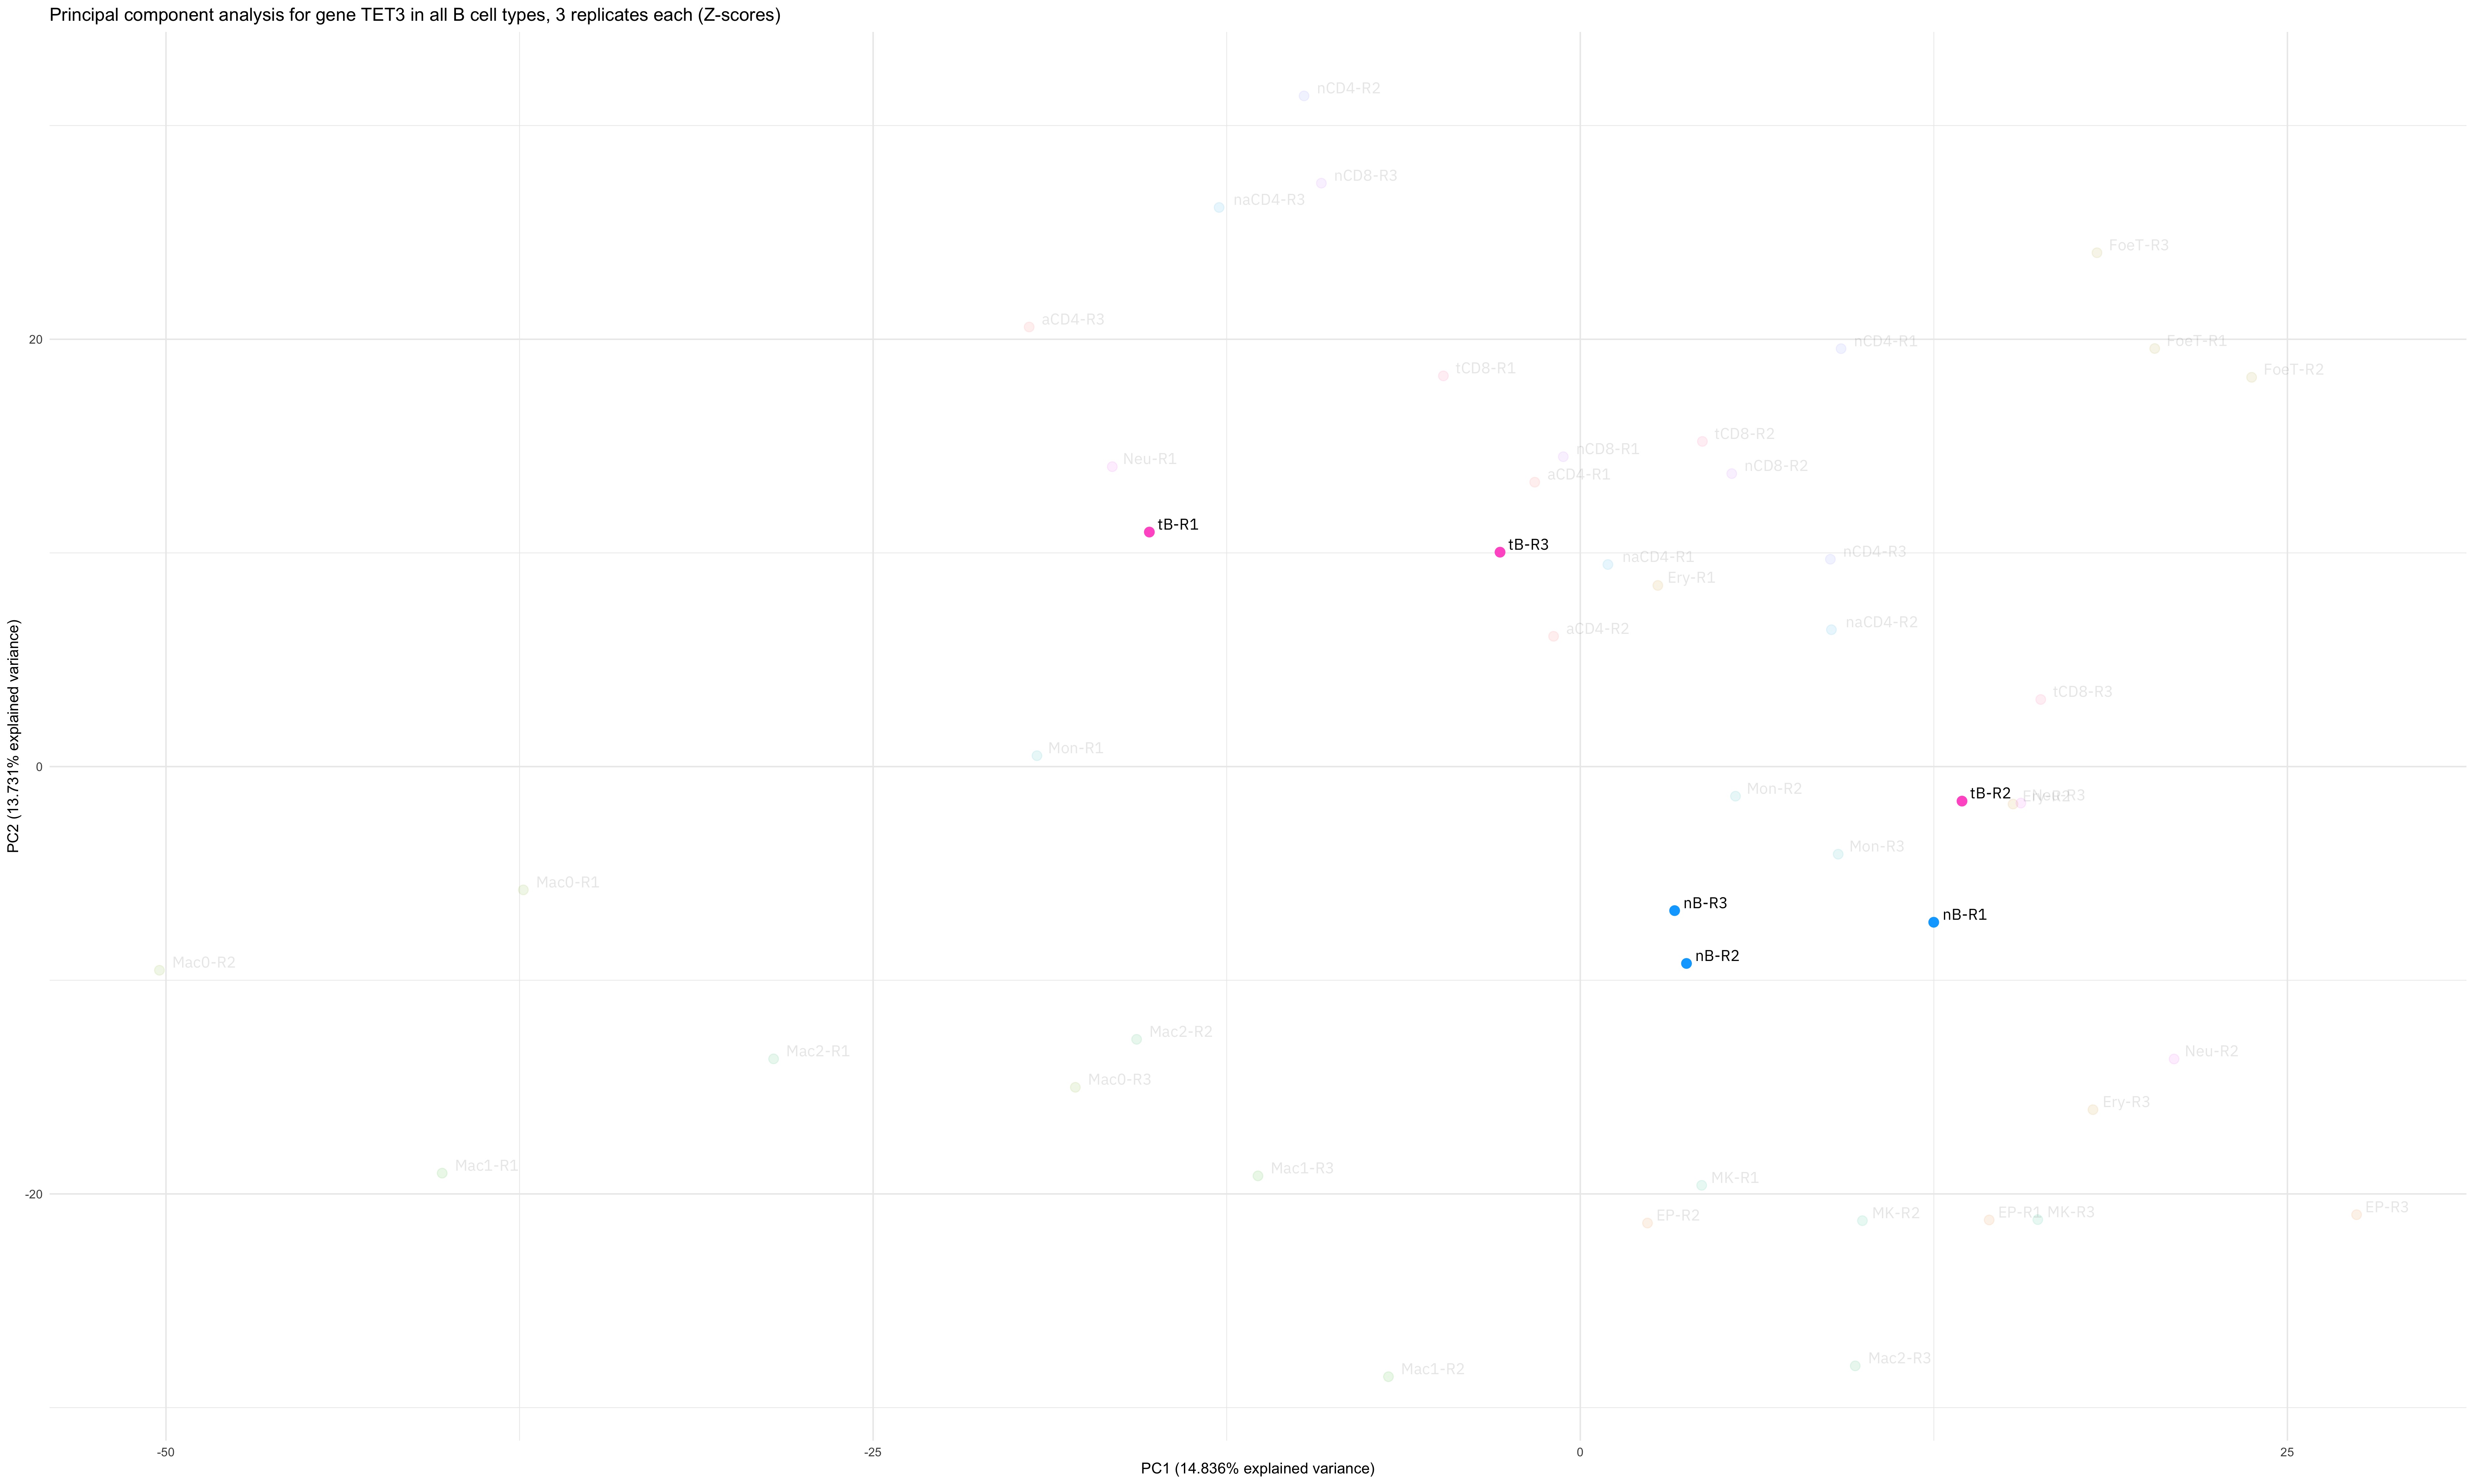 Principal component analysis for gene TET3 in all B cell types, 3 replicates each (Z-scores)
nCD4-R2
nCD8-R3
naCD4-R3
FoeT-R3
aCD4-R3
20
nCD4-R1
FoeT-R1
tCD8-R1
FoeT-R2
tCD8-R2
nCD8-R1
Neu-R1
nCD8-R2
aCD4-R1
tB-R1
tB-R3
nCD4-R3
naCD4-R1
Ery-R1
naCD4-R2
aCD4-R2
tCD8-R3
PC2 (13.731% explained variance)
Mon-R1
0
Mon-R2
tB-R2
Ery-R2
Neu-R3
Mon-R3
Mac0-R1
nB-R3
nB-R1
nB-R2
Mac0-R2
Mac2-R2
Mac2-R1
Neu-R2
Mac0-R3
Ery-R3
Mac1-R1
Mac1-R3
MK-R1
-20
EP-R3
EP-R2
MK-R2
EP-R1
MK-R3
Mac2-R3
Mac1-R2
-50
-25
0
25
PC1 (14.836% explained variance)